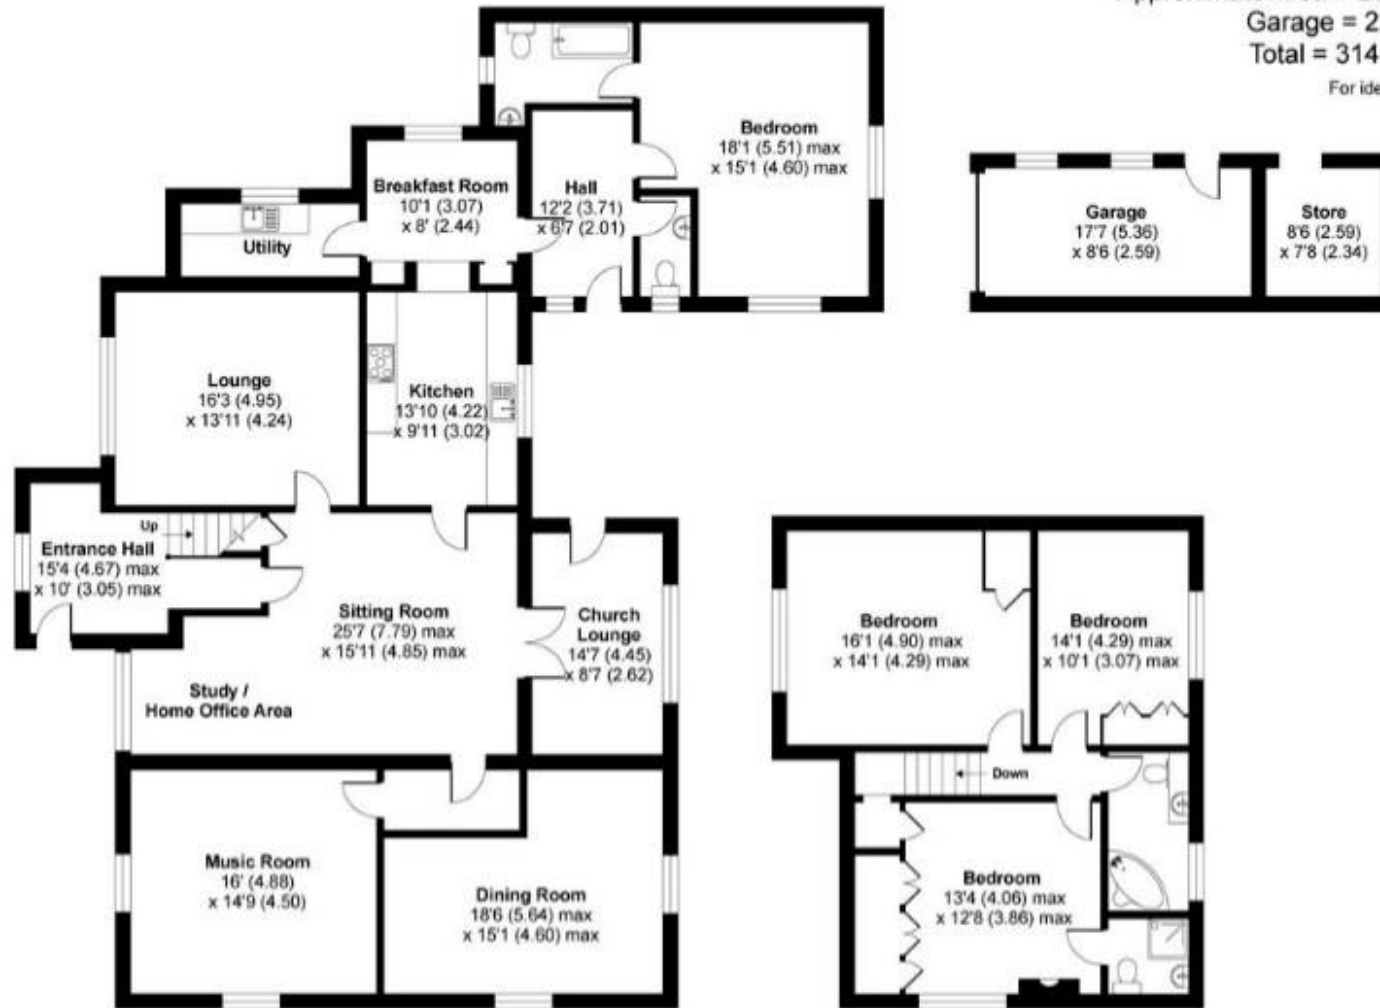 Garage = 2
Total = 314
For ide
Bedroom
18'1 (5.51) max
x 15'1 (4.60) max
Breakfast Room
10'1 (3.07)
x 8' (2.44)
Hall
12'2 (3.71)
x 6'7 (2.01)
Utility
Garage
17'7 (5.36)
x 8'6 (2.59)
Store
8'6 (2.59)
x 7'8 (2.34)
Lounge
16'3 (4.95)
x 13'11 (4.24)
Kitchen
13'10 (4.22)
x 9'11 (3.02)
Up
Entrance Hall
15'4 (4.67) max
x 10' (3.05) max
Sitting Room
25'7 (7.79) max
x 15'11 (4.85) max
Church
Lounge
14'7 (4.45)
x 8'7 (2.62)
Study /
Home Office Area
Bedroom
16'1 (4.90) max
x 14'1 (4.29) max
Bedroom
14'1 (4.29) max
x 10'1 (3.07) max
Down
Music Room
16' (4.88)
x 14'9 (4.50)
Dining Room
18'6 (5.64) max
x 15'1 (4.60) max
Bedroom
13'4 (4.06) max
x 12'8 (3.86) max